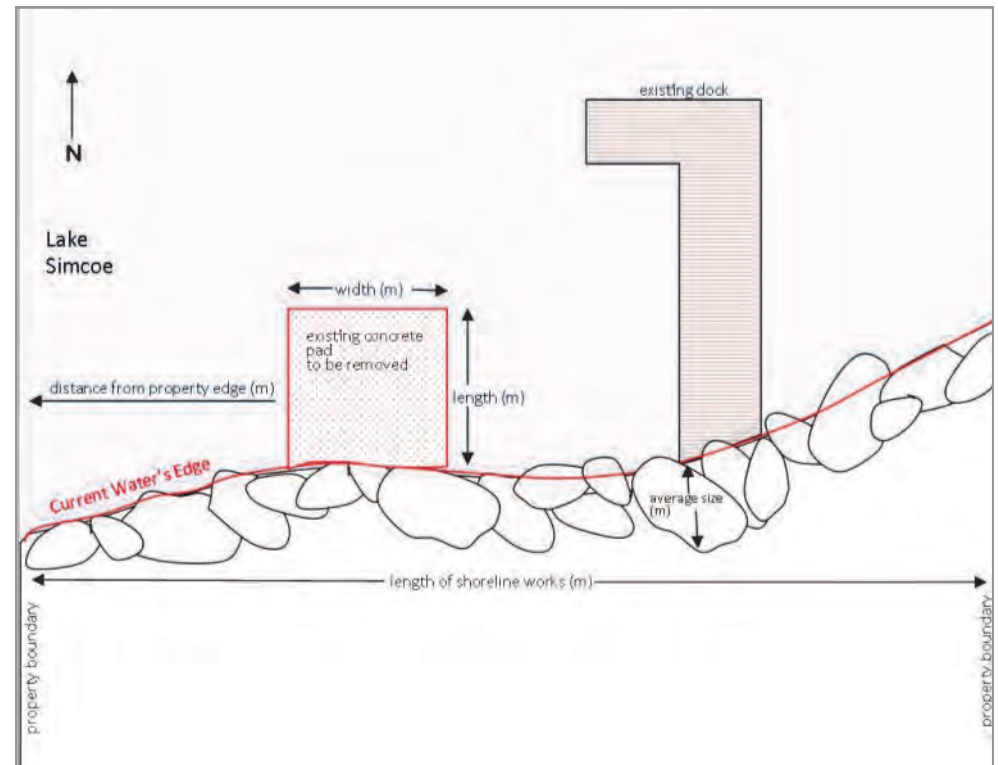 existing dock
N
Lake
Simcoe
width (m)
existing concrete
pad
to be removed
distance from property edge (m)
length (m)
Current Water's Edge
average size
(m)
length of shoreline works (m)
property boundary
property boundary